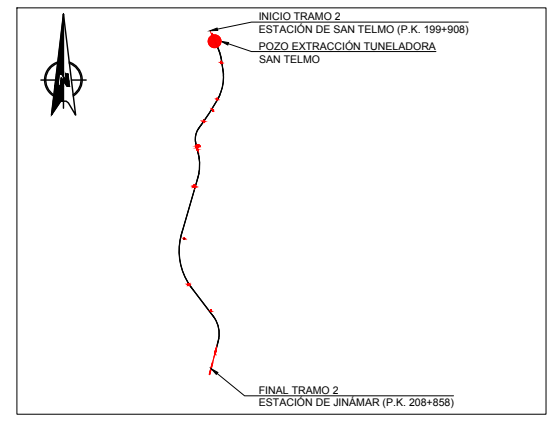 INICIO TRAMO 2
ESTACIÓN DE SAN TELMO (P.K. 199+908)
POZO EXTRACCIÓN TUNELADORA
SAN TELMO
N
FINAL TRAMO 2
ESTACIÓN DE JINÁMAR (P.K. 208+858)